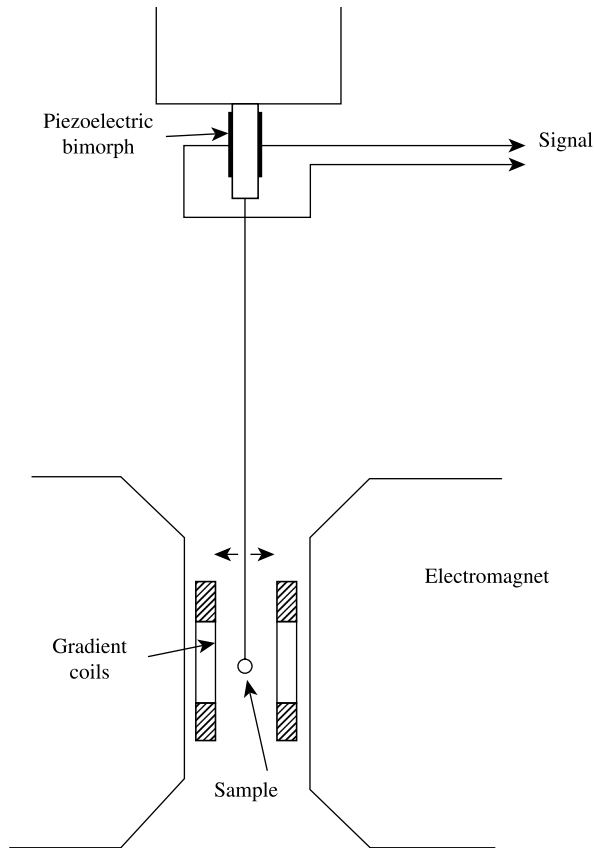 Piezoelectric
bimorph
Signal
Electromagnet
Gradient
coils
Sample